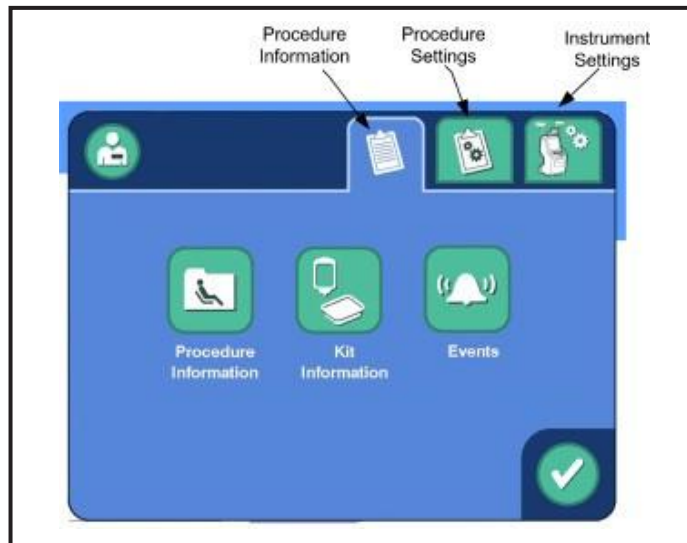 Procedure
Information
Procedure
Settings
Instrument
Settings
Procedure
Information
Kit
Information
Events